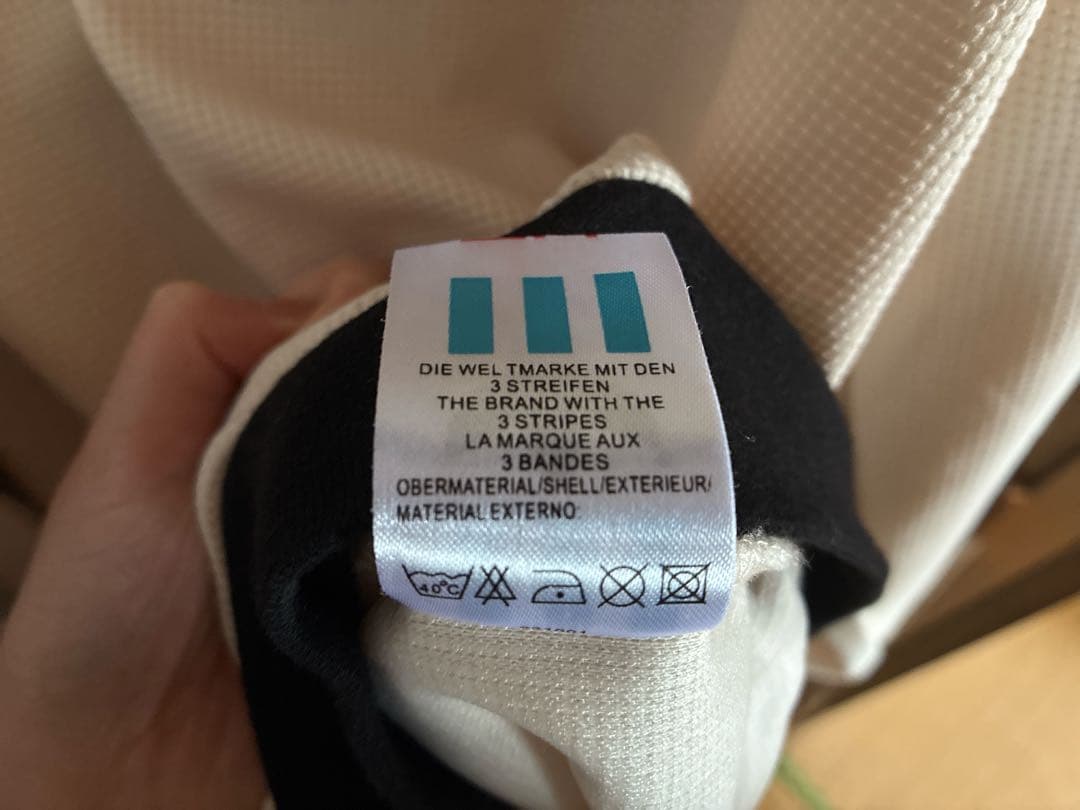 DIE WEL TMARKE MIT DEN
3 STREIFEN
THE BRAND WITH THE
3 STRIPES
LA MARQUE AUX
3 BANDES
OBERMATERIAL/SHELL/EXTERIEUR/
MATERIAL EXTERNO:
40°C